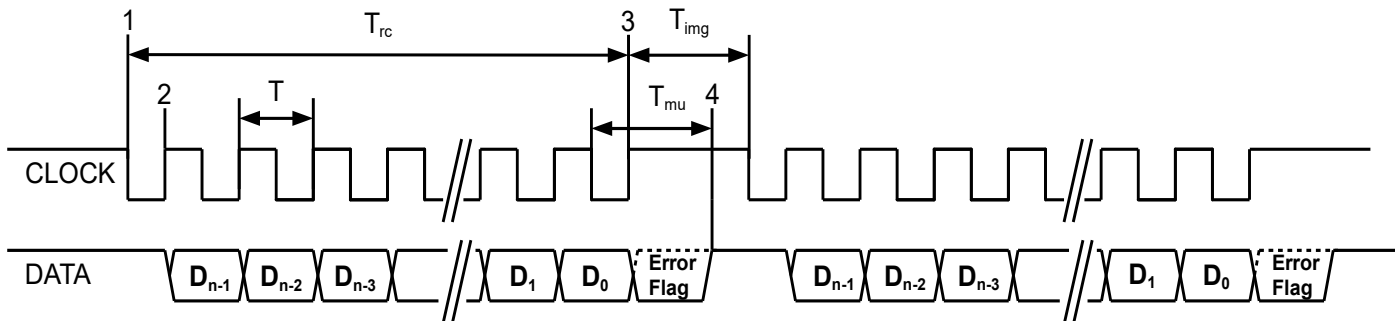 1 T_rc 3 T_img
2 T T_mu 4
CLOCK
DATA D_n-1 D_n-2 D_n-3 D_1 D_0 Error Flag D_n-1 D_n-2 D_n-3 D_1 D_0 Error Flag